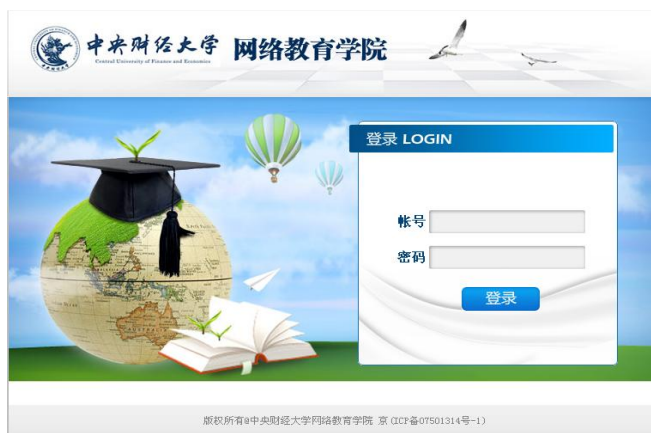 中央财经大学 网络教育学院
Central University of Finance and Economics
登录 LOGIN
帐号
密码
登录
版权所有@中央财经大学网络教育学院 京(ICP备07501314号-1)